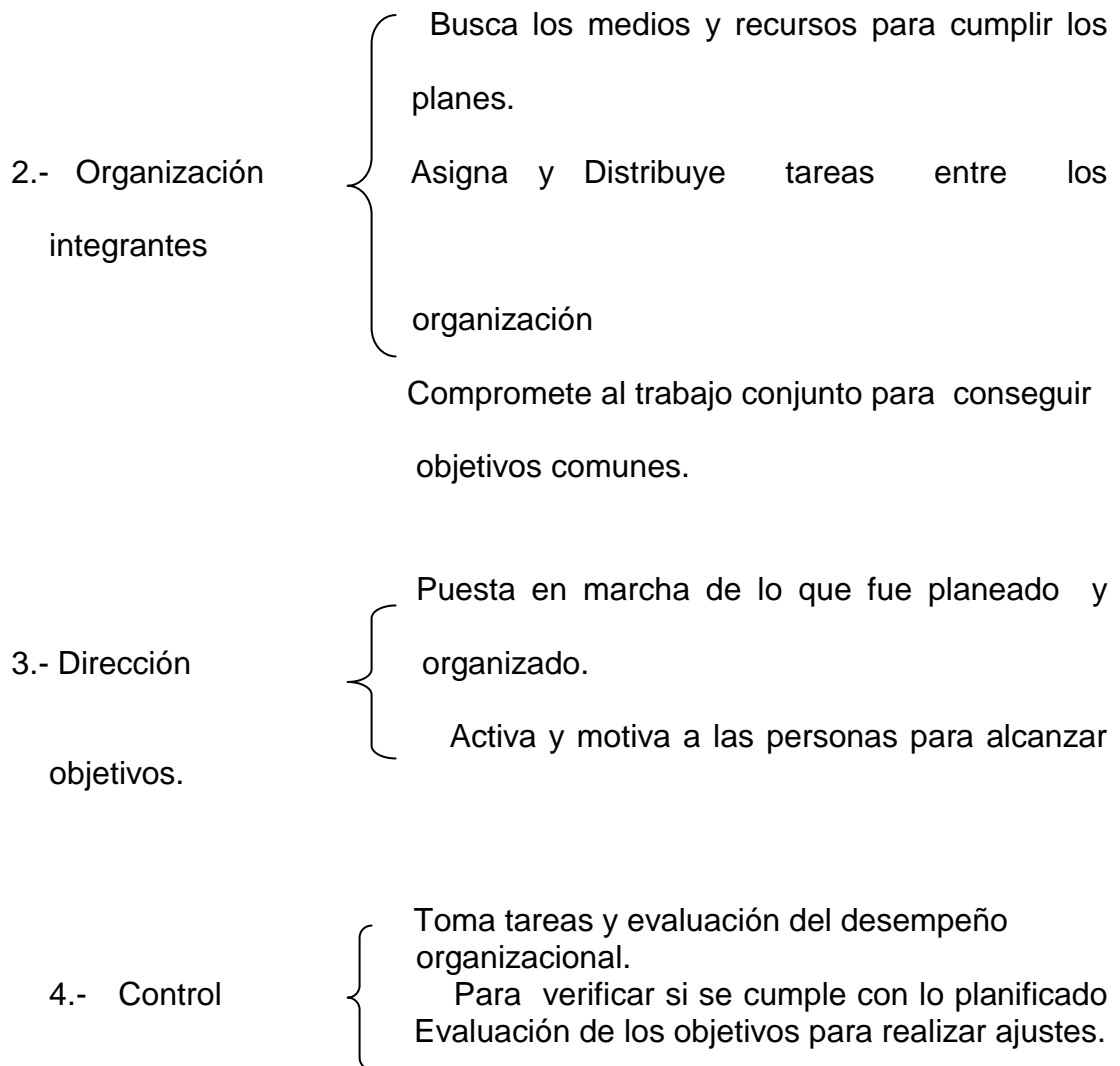 Busca los medios y recursos para cumplir los
planes.
2.- Organización Asigna y Distribuye tareas entre los
integrantes
organización
Compromete al trabajo conjunto para conseguir
objetivos comunes.
Puesta en marcha de lo que fue planeado y
3.- Dirección organizado.
Activa y motiva a las personas para alcanzar
objetivos.
Toma tareas y evaluación del desempeño
organizacional.
4.- Control Para verificar si se cumple con lo planificado
Evaluación de los objetivos para realizar ajustes.